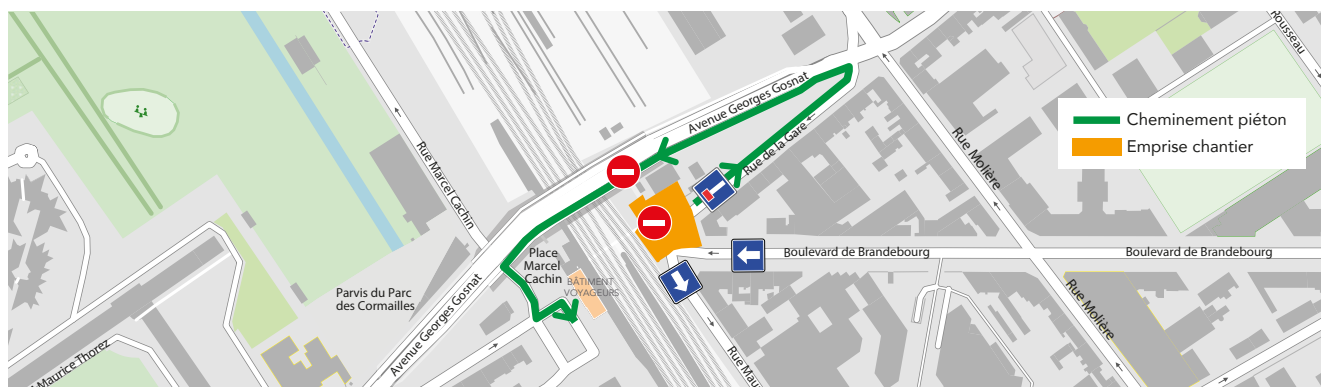 Rousseau
Avenue Georges Gosnat
Cheminement piéton
Emprise chantier
Rue de la Gare
Rue Molière
Rue Marcel Cachin
Place
Marcel
Cachin
Boulevard de Brandebourg
Boulevard de Brandebourg
BÂTIMENT
VOYAGEURS
Parvis du Parc
des Cormailles
Avenue Georges Gosnat
Rue Molière
Maurice Thorez
Rue Mau